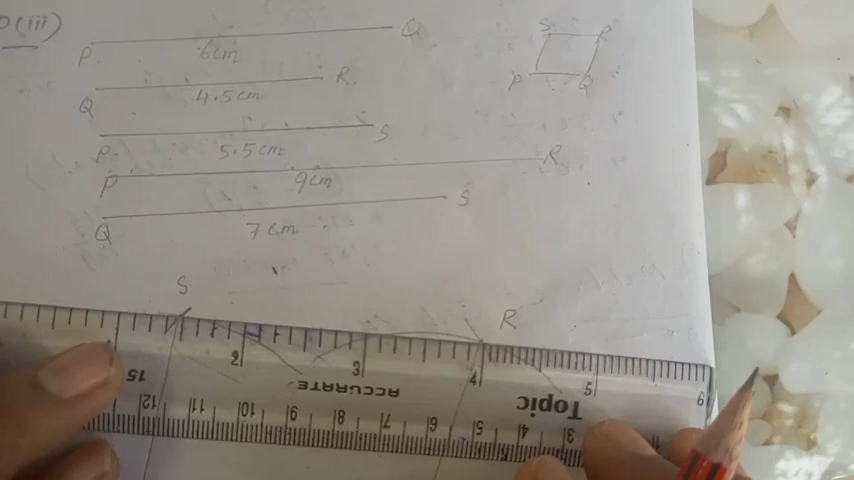 (iii)
P 6cm Q
Q 4.5cm R
P 5.5cm S
P 9cm R
Q 7cm S
S R
P Q
S R
2 3 4 5 6
ACCURATE
Topic
15
12 11 10 9 8 7 6 5 4 3